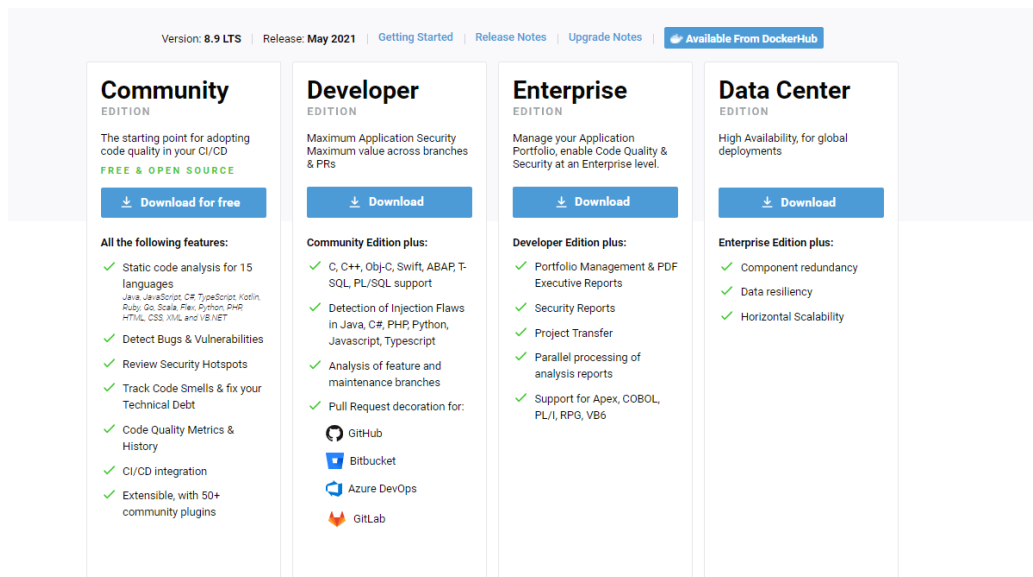 Version: 8.9 LTS | Release: May 2021 | Getting Started | Release Notes | Upgrade Notes | Available From DockerHub
Community
EDITION
The starting point for adopting
code quality in your CI/CD
FREE & OPEN SOURCE
Download for free
All the following features:
Static code analysis for 15
languages
Java, JavaScript, C#, TypeScript, Kotlin,
Ruby, Go, Scala, Flex, Python, PHP,
HTML, CSS, XML and VB.NET
Detect Bugs & Vulnerabilities
Review Security Hotspots
Track Code Smells & fix your
Technical Debt
Code Quality Metrics &
History
CI/CD integration
Extensible, with 50+
community plugins
Developer
EDITION
Maximum Application Security
Maximum value across branches
& PRs
Download
Community Edition plus:
C, C++, Obj-C, Swift, ABAP, T-
SQL, PL/SQL support
Detection of Injection Flaws
in Java, C#, PHP, Python,
Javascript, Typescript
Analysis of feature and
maintenance branches
Pull Request decoration for:
GitHub
Bitbucket
Azure DevOps
GitLab
Enterprise
EDITION
Manage your Application
Portfolio, enable Code Quality &
Security at an Enterprise level.
Download
Developer Edition plus:
Portfolio Management & PDF
Executive Reports
Security Reports
Project Transfer
Parallel processing of
analysis reports
Support for Apex, COBOL,
PL/I, RPG, VB6
Data Center
EDITION
High Availability, for global
deployments
Download
Enterprise Edition plus:
Component redundancy
Data resiliency
Horizontal Scalability